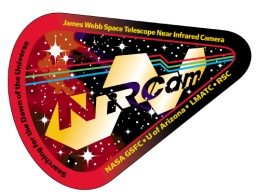 James Webb Space Telescope Near Infrared Camera
Searching for the Dawn of the Universe
NIRCam
NASA GSFC • U of Arizona • LMATC • RSC